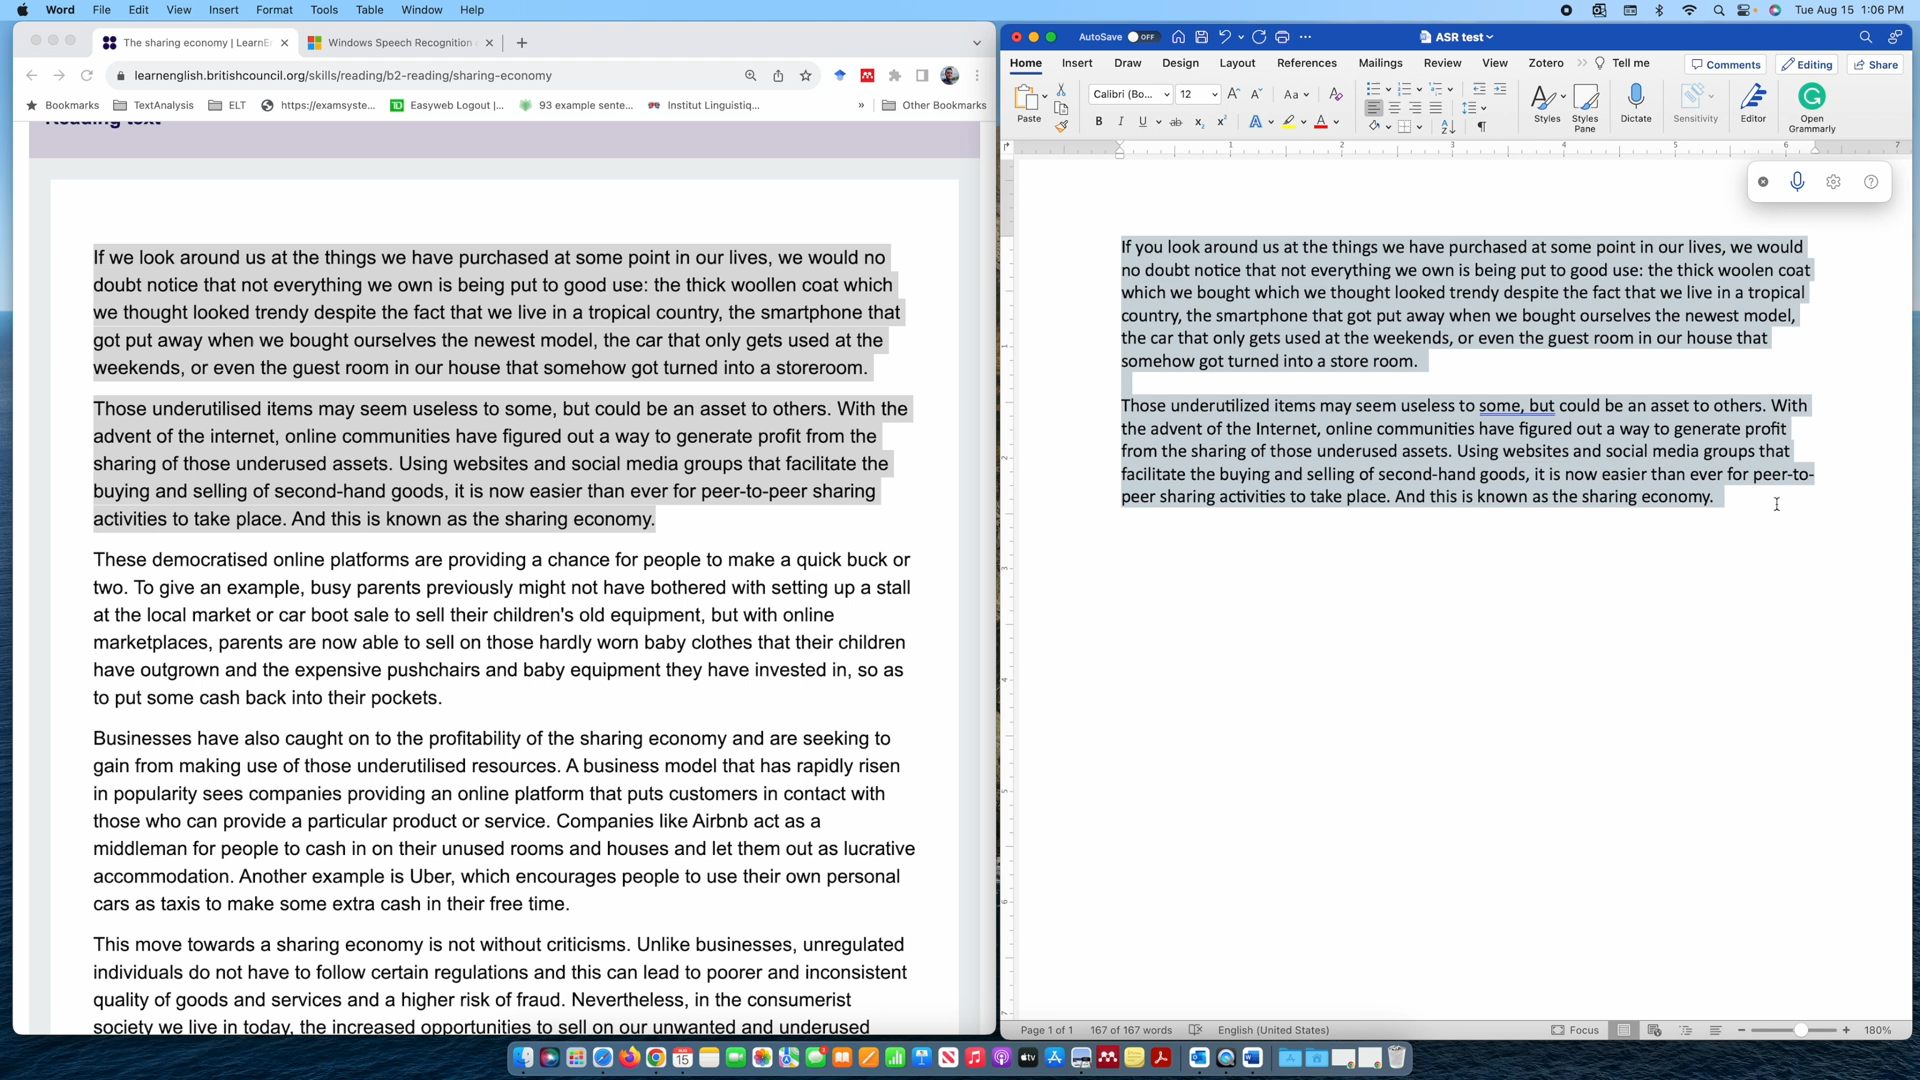 Word File Edit View Insert Format Tools Table Window Help
Tue Aug 15 1:06 PM
The sharing economy | LearnEn
Windows Speech Recognition
learnenglish.britishcouncil.org/skills/reading/b2-reading/sharing-economy
Bookmarks TextAnalysis ELT https://examsyste... Easyweb Logout |... 93 example sente... Institut Linguistiq... » Other Bookmarks
Reading text
If we look around us at the things we have purchased at some point in our lives, we would no
doubt notice that not everything we own is being put to good use: the thick woollen coat which
we thought looked trendy despite the fact that we live in a tropical country, the smartphone that
got put away when we bought ourselves the newest model, the car that only gets used at the
weekends, or even the guest room in our house that somehow got turned into a storeroom.
Those underutilised items may seem useless to some, but could be an asset to others. With the
advent of the internet, online communities have figured out a way to generate profit from the
sharing of those underused assets. Using websites and social media groups that facilitate the
buying and selling of second-hand goods, it is now easier than ever for peer-to-peer sharing
activities to take place. And this is known as the sharing economy.
These democratised online platforms are providing a chance for people to make a quick buck or
two. To give an example, busy parents previously might not have bothered with setting up a stall
at the local market or car boot sale to sell their children's old equipment, but with online
marketplaces, parents are now able to sell on those hardly worn baby clothes that their children
have outgrown and the expensive pushchairs and baby equipment they have invested in, so as
to put some cash back into their pockets.
Businesses have also caught on to the profitability of the sharing economy and are seeking to
gain from making use of those underutilised resources. A business model that has rapidly risen
in popularity sees companies providing an online platform that puts customers in contact with
those who can provide a particular product or service. Companies like Airbnb act as a
middleman for people to cash in on their unused rooms and houses and let them out as lucrative
accommodation. Another example is Uber, which encourages people to use their own personal
cars as taxis to make some extra cash in their free time.
This move towards a sharing economy is not without criticisms. Unlike businesses, unregulated
individuals do not have to follow certain regulations and this can lead to poorer and inconsistent
quality of goods and services and a higher risk of fraud. Nevertheless, in the consumerist
society we live in today, the increased opportunities to sell on our unwanted and underused
AutoSave OFF ASR test
Home Insert Draw Design Layout References Mailings Review View Zotero » Tell me Comments Editing Share
Paste Calibri (Bo... 12 Aa
B I U ab x₂ x² A A
Styles Styles Pane Dictate Sensitivity Editor Open Grammarly
1 2 3 4 5 6 7
If you look around us at the things we have purchased at some point in our lives, we would
no doubt notice that not everything we own is being put to good use: the thick woolen coat
which we bought which we thought looked trendy despite the fact that we live in a tropical
country, the smartphone that got put away when we bought ourselves the newest model,
the car that only gets used at the weekends, or even the guest room in our house that
somehow got turned into a store room.
Those underutilized items may seem useless to some, but could be an asset to others. With
the advent of the Internet, online communities have figured out a way to generate profit
from the sharing of those underused assets. Using websites and social media groups that
facilitate the buying and selling of second-hand goods, it is now easier than ever for peer-to-
peer sharing activities to take place. And this is known as the sharing economy.
Page 1 of 1 167 of 167 words English (United States) Focus 180%